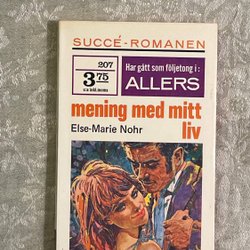 SUCCÉ-ROMANEN
207
3 75
Har gått som följetong i:
ALLERS
mening med mitt
liv
Else-Marie Nohr